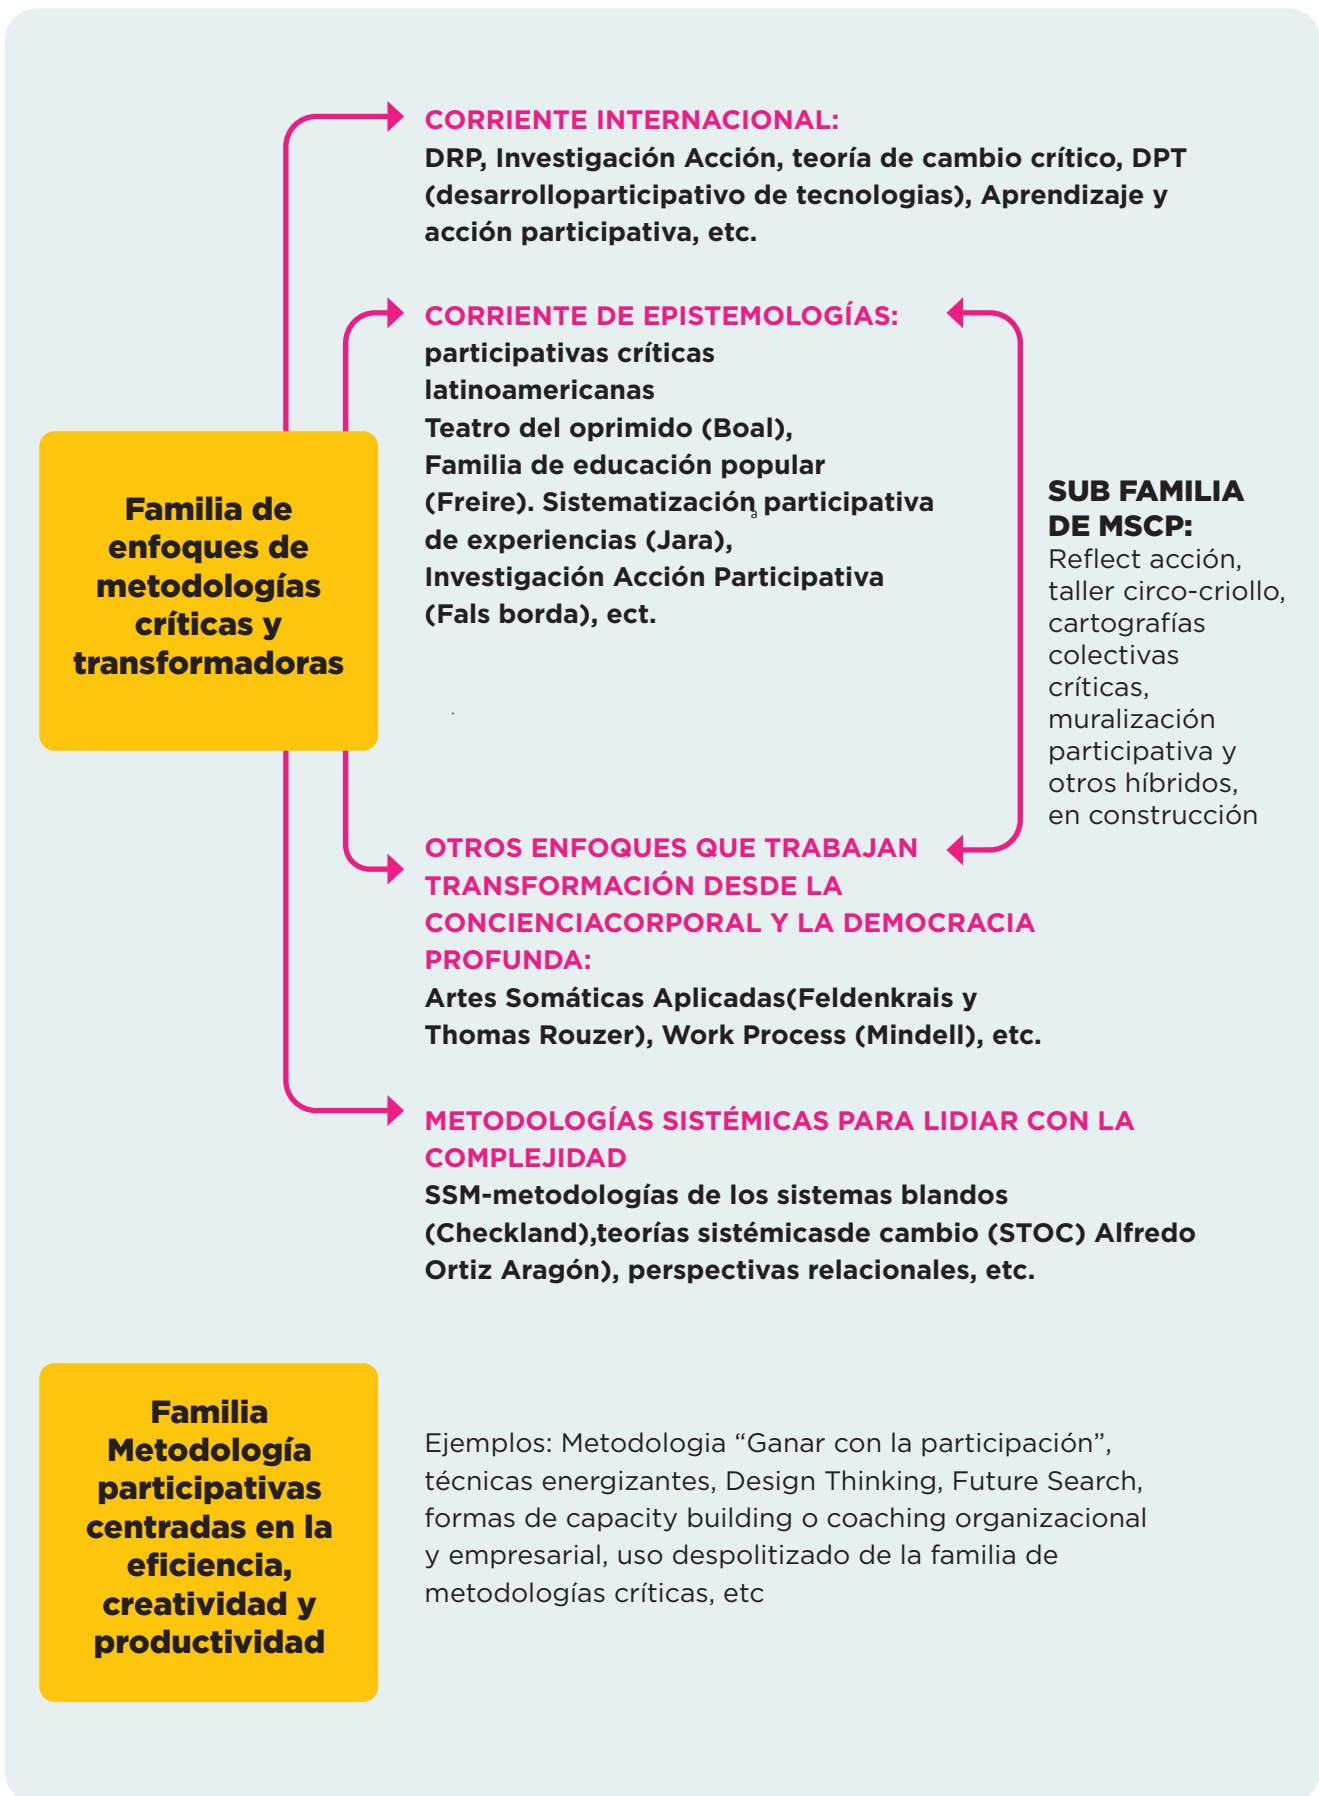 CORRIENTE INTERNACIONAL:
DRP, Investigación Acción, teoría de cambio crítico, DPT
(desarrolloparticipativo de tecnologias), Aprendizaje y
acción participativa, etc.
CORRIENTE DE EPISTEMOLOGÍAS:
participativas críticas
latinoamericanas
Teatro del oprimido (Boal),
Familia de educación popular
(Freire). Sistematización participativa
a
de experiencias (Jara),
Investigación Acción Participativa
(Fals borda), ect.
.
Familia de
enfoques de
metodologías
críticas y
transformadoras
SUB FAMILIA
DE MSCP:
Reflect acción,
taller circo-criollo,
cartografías
colectivas
críticas,
muralización
participativa y
otros híbridos,
en construcción
OTROS ENFOQUES QUE TRABAJAN
TRANSFORMACIÓN DESDE LA
CONCIENCIACORPORAL Y LA DEMOCRACIA
PROFUNDA:
Artes Somáticas Aplicadas(Feldenkrais y
Thomas Rouzer), Work Process (Mindell), etc.
METODOLOGÍAS SISTÉMICAS PARA LIDIAR CON LA
COMPLEJIDAD
SSM-metodologías de los sistemas blandos
(Checkland),teorías sistémicasde cambio (STOC) Alfredo
Ortiz Aragón), perspectivas relacionales, etc.
Familia
Metodología
participativas
centradas en la
eficiencia,
creatividad y
productividad
Ejemplos: Metodologia “Ganar con la participación”,
técnicas energizantes, Design Thinking, Future Search,
formas de capacity building o coaching organizacional
y empresarial, uso despolitizado de la familia de
metodologías críticas, etc